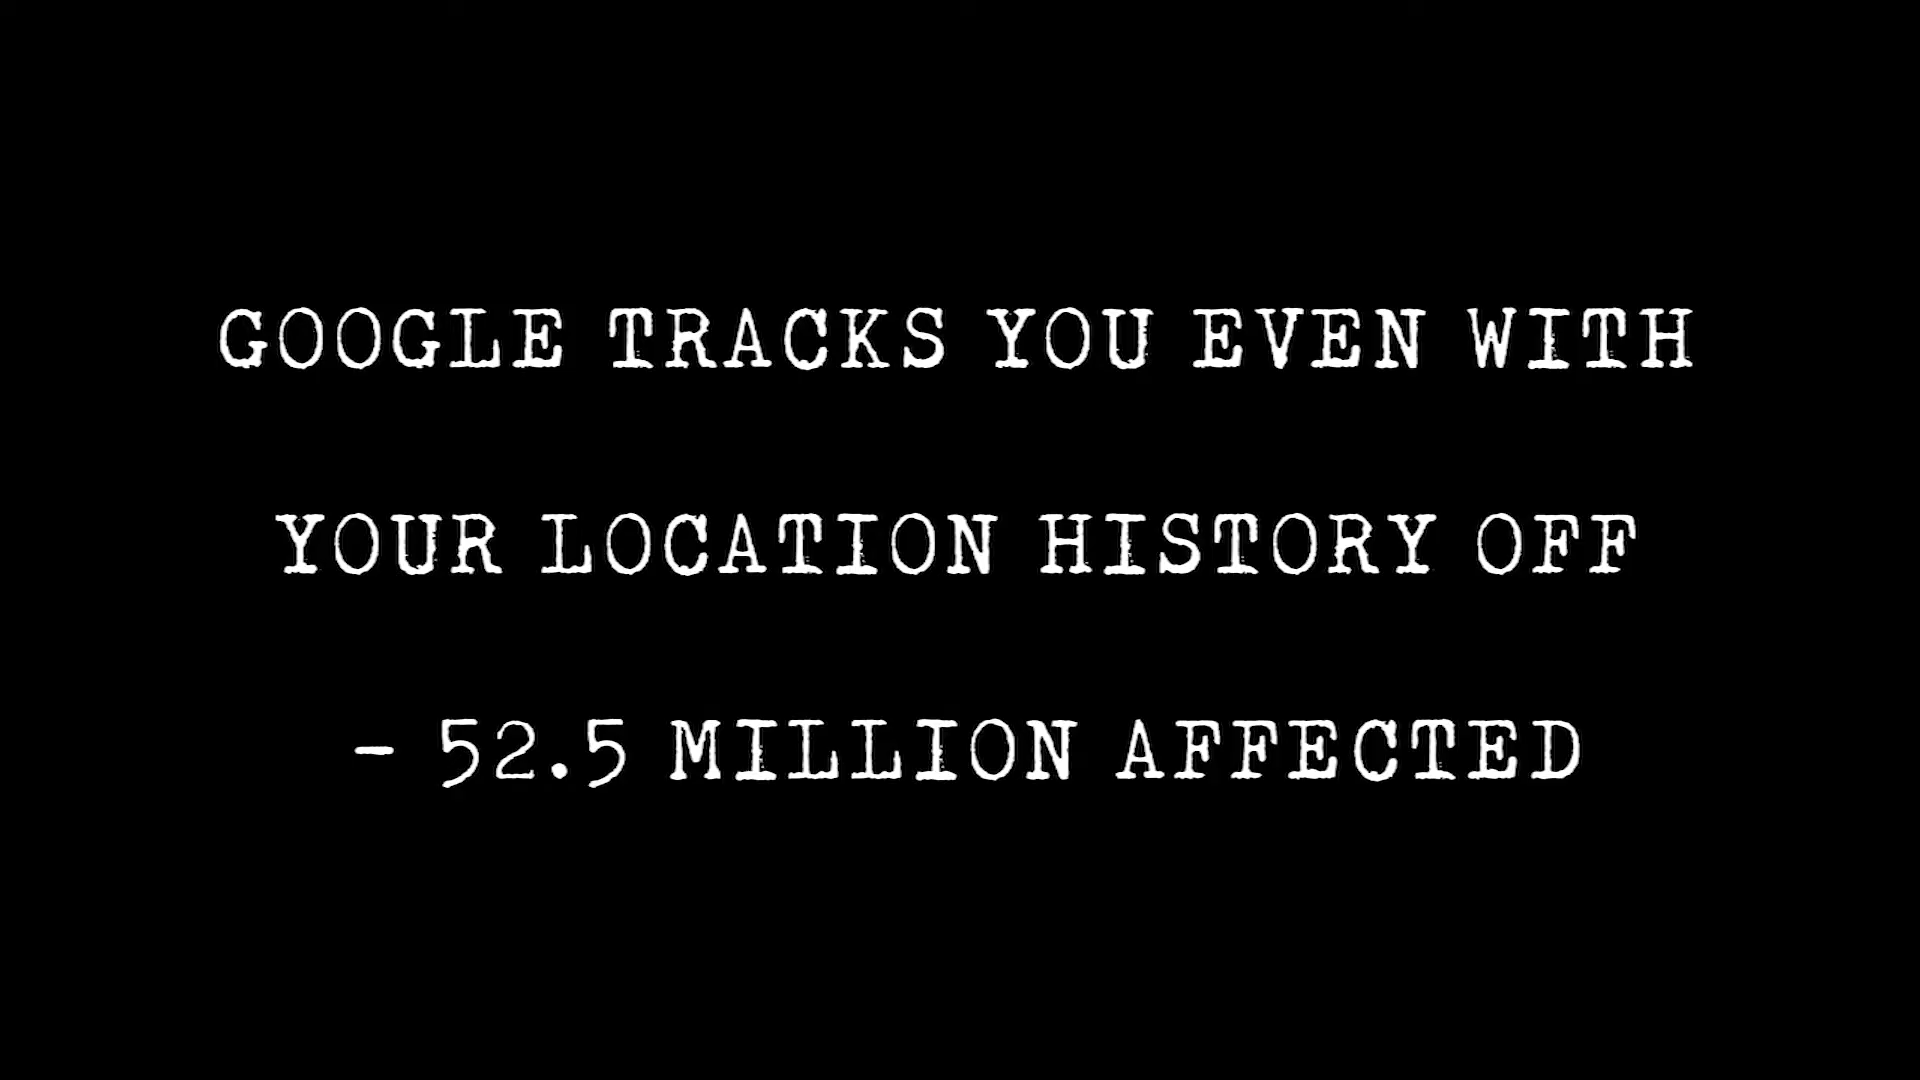 GOOGLE TRACKS YOU EVEN WITH
YOUR LOCATION HISTORY OFF
- 52.5 MILLION AFFECTED